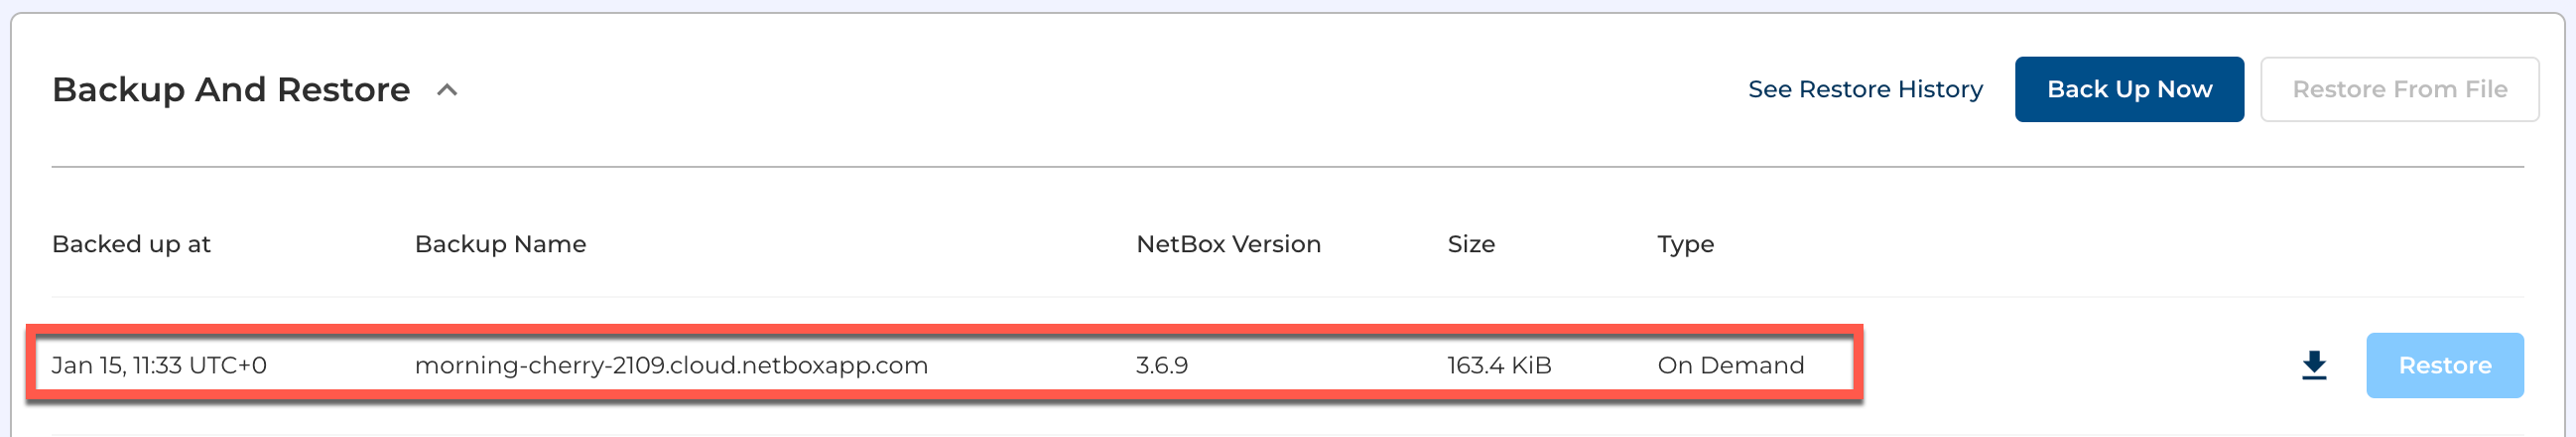 Backup And Restore
See Restore History
Back Up Now
Restore From File
Backed up at Backup Name NetBox Version Size Type
Jan 15, 11:33 UTC+0 morning-cherry-2109.cloud.netboxapp.com 3.6.9 163.4 KiB On Demand
Restore